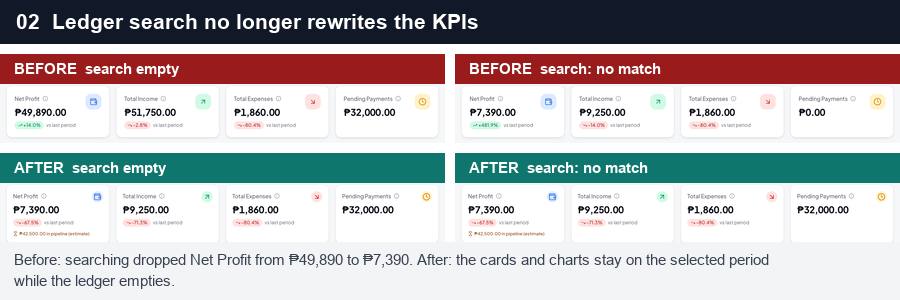 02 Ledger search no longer rewrites the KPIs
BEFORE search empty
Net Profit
₱49,890.00
+14.0% vs last period
Total Income
₱51,750.00
-2.8% vs last period
Total Expenses
₱1,860.00
-80.4% vs last period
Pending Payments
₱32,000.00
BEFORE search: no match
Net Profit
₱7,390.00
+481.9% vs last period
Total Income
₱9,250.00
-14.0% vs last period
Total Expenses
₱1,860.00
-80.4% vs last period
Pending Payments
₱0.00
AFTER search empty
Net Profit
₱7,390.00
-67.5% vs last period
₱42,500.00 in pipeline (estimate)
Total Income
₱9,250.00
-71.3% vs last period
Total Expenses
₱1,860.00
-80.4% vs last period
Pending Payments
₱32,000.00
AFTER search: no match
Net Profit
₱7,390.00
-67.5% vs last period
₱42,500.00 in pipeline (estimate)
Total Income
₱9,250.00
-71.3% vs last period
Total Expenses
₱1,860.00
-80.4% vs last period
Pending Payments
₱32,000.00
Before: searching dropped Net Profit from ₱49,890 to ₱7,390. After: the cards and charts stay on the selected period
while the ledger empties.